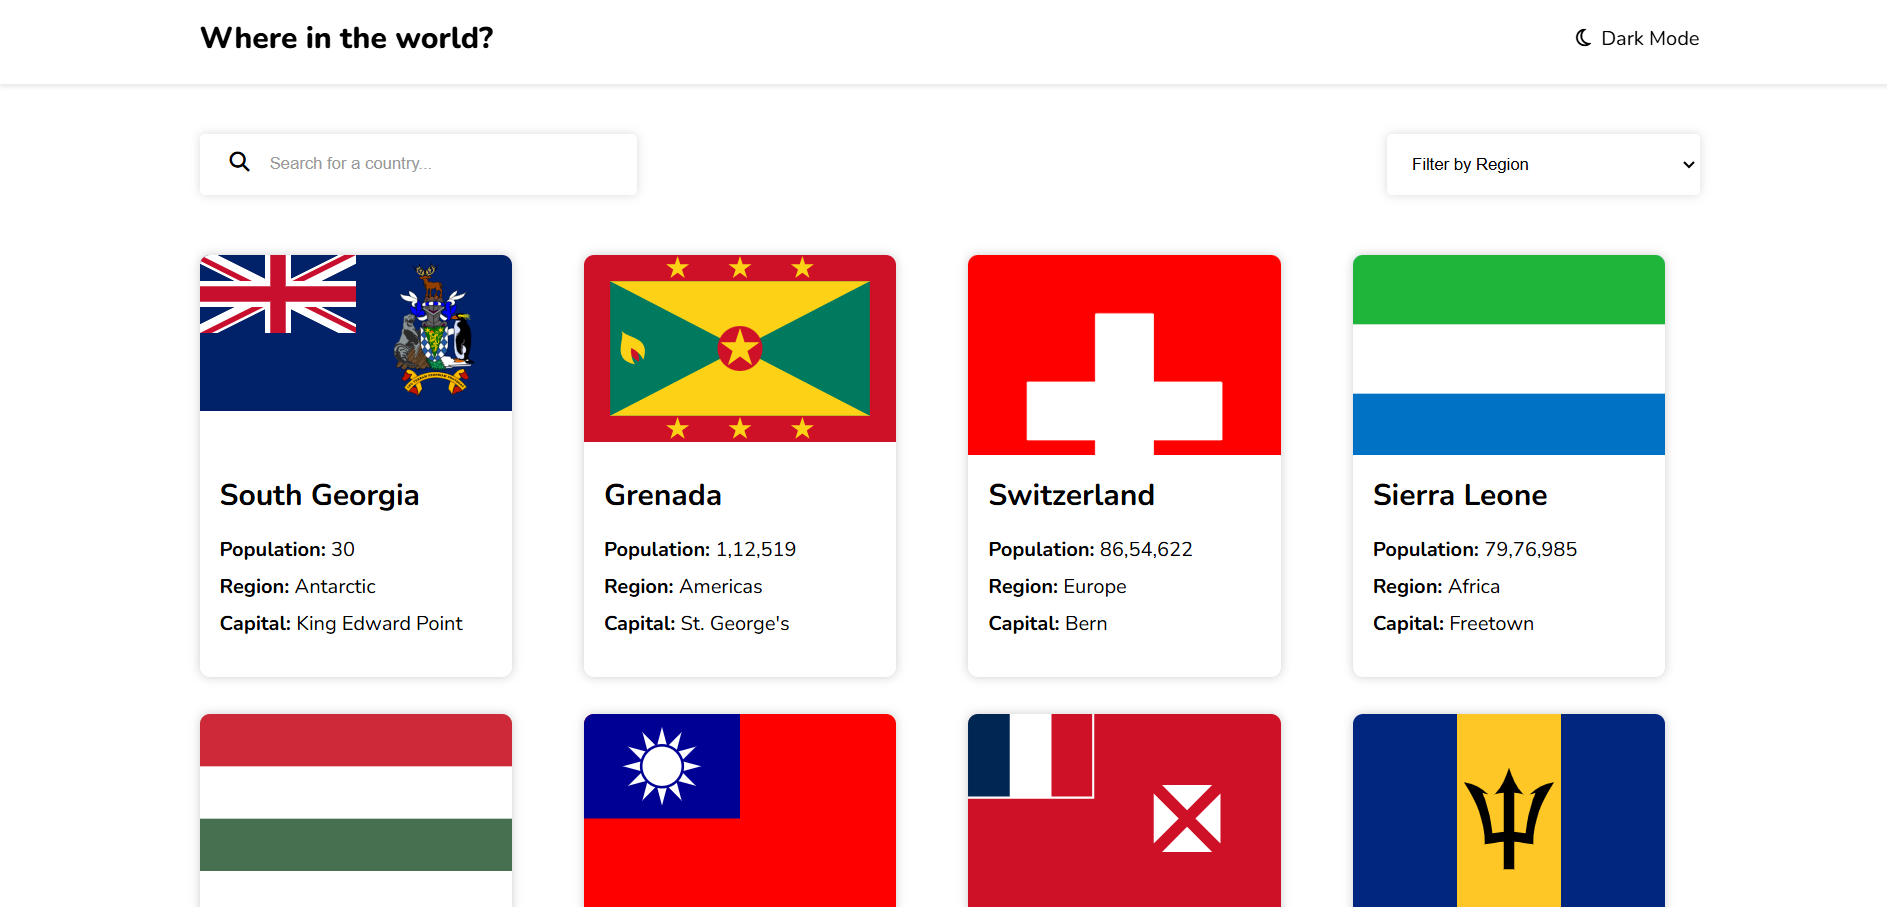 Where in the world?
Dark Mode
Search for a country...
Filter by Region
South Georgia
Population: 30
Region: Antarctic
Capital: King Edward Point
Grenada
Population: 1,12,519
Region: Americas
Capital: St. George's
Switzerland
Population: 86,54,622
Region: Europe
Capital: Bern
Sierra Leone
Population: 79,76,985
Region: Africa
Capital: Freetown